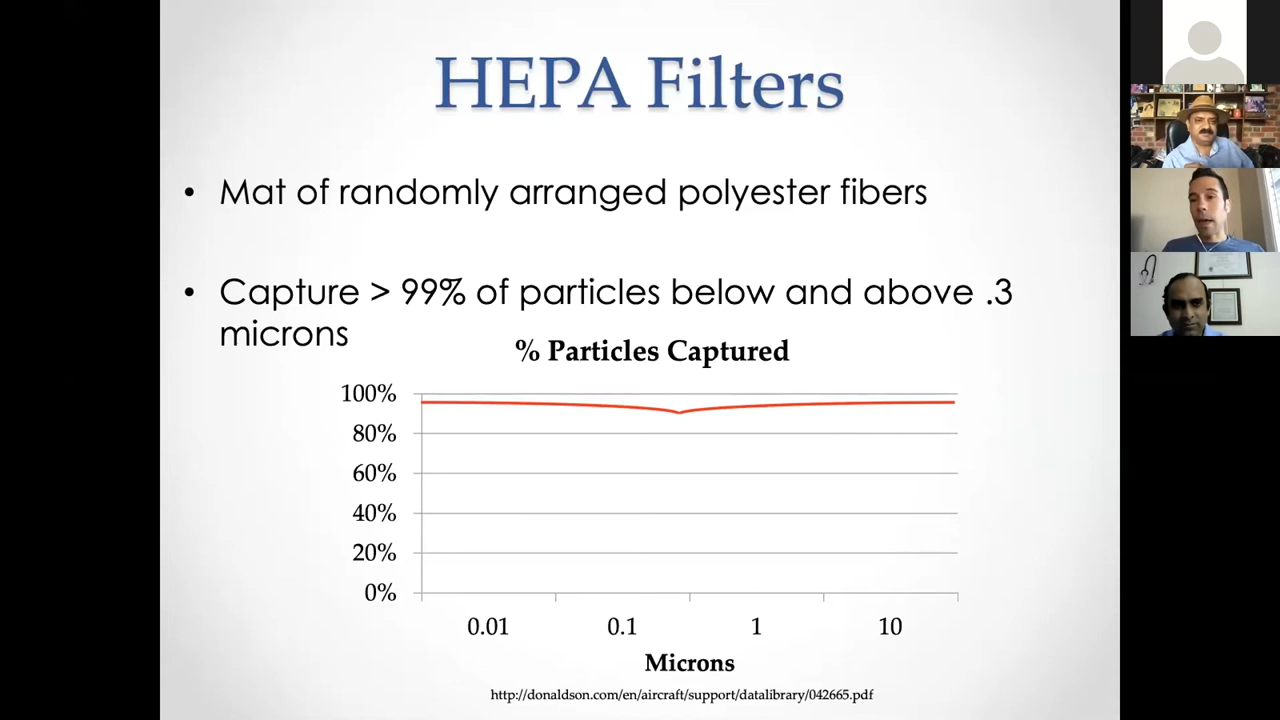 HEPA Filters
• Mat of randomly arranged polyester fibers
• Capture > 99% of particles below and above .3
microns
% Particles Captured
100%
80%
60%
40%
20%
0%
0.01 0.1 1 10
Microns
http://donaldson.com/en/aircraft/support/datalibrary/042665.pdf